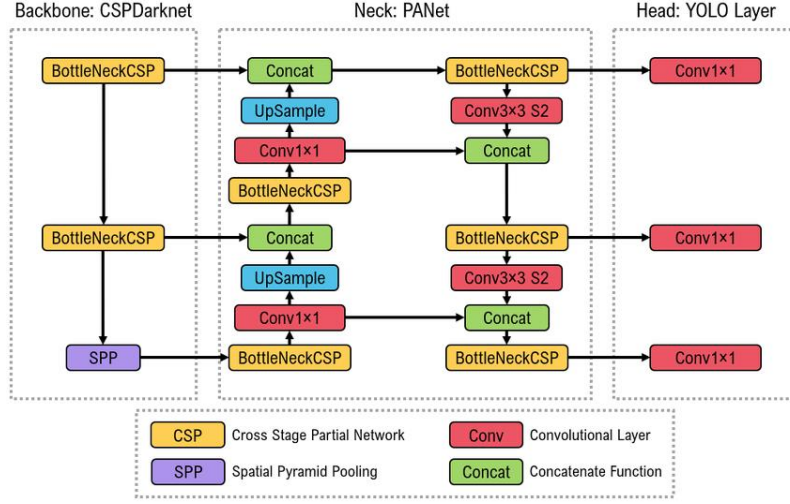 Backbone: CSPDarknet Neck: PANet Head: YOLO Layer
BottleNeckCSP Concat BottleNeckCSP Conv1×1
UpSample Conv3×3 S2
Conv1×1 Concat
BottleNeckCSP
BottleNeckCSP Concat BottleNeckCSP Conv1×1
UpSample Conv3×3 S2
Conv1×1 Concat
SPP BottleNeckCSP BottleNeckCSP Conv1×1
CSP Cross Stage Partial Network Conv Convolutional Layer
SPP Spatial Pyramid Pooling Concat Concatenate Function